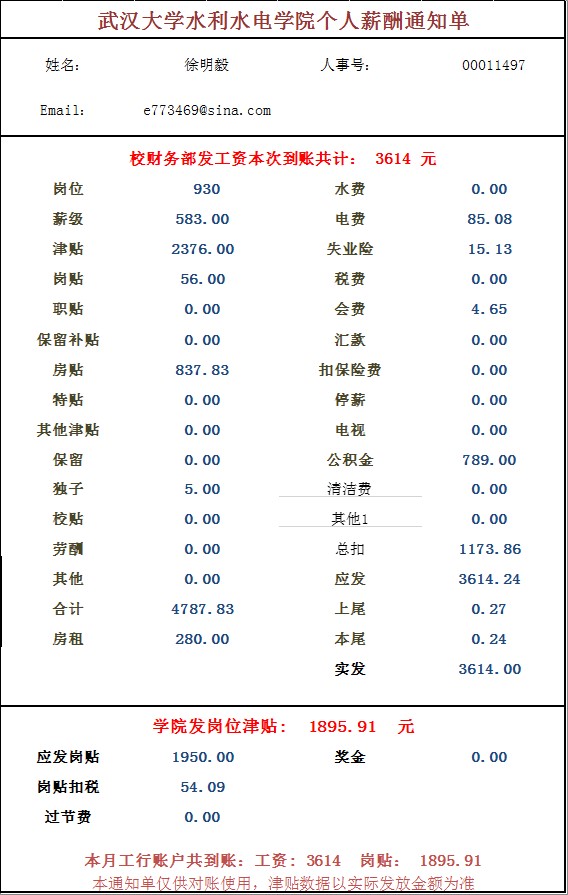 武汉大学水利水电学院个人薪酬通知单
姓名： 徐明毅 人事号： 00011497
Email： e773469@sina.com
校财务部发工资本次到账共计： 3614 元
岗位 930 水费 0.00
薪级 583.00 电费 85.08
津贴 2376.00 失业险 15.13
岗贴 56.00 税费 0.00
职贴 0.00 会费 4.65
保留补贴 0.00 汇款 0.00
房贴 837.83 扣保险费 0.00
特贴 0.00 停薪 0.00
其他津贴 0.00 电视 0.00
保留 0.00 公积金 789.00
独子 5.00 清洁费 0.00
校贴 0.00 其他1 0.00
劳酬 0.00 总扣 1173.86
其他 0.00 应发 3614.24
合计 4787.83 上尾 0.27
房租 280.00 本尾 0.24
实发 3614.00
学院发岗位津贴： 1895.91 元
应发岗贴 1950.00 奖金 0.00
岗贴扣税 54.09
过节费 0.00
本月工行账户共到账：工资：3614 岗贴： 1895.91
本通知单仅供对账使用，津贴数据以实际发放金额为准